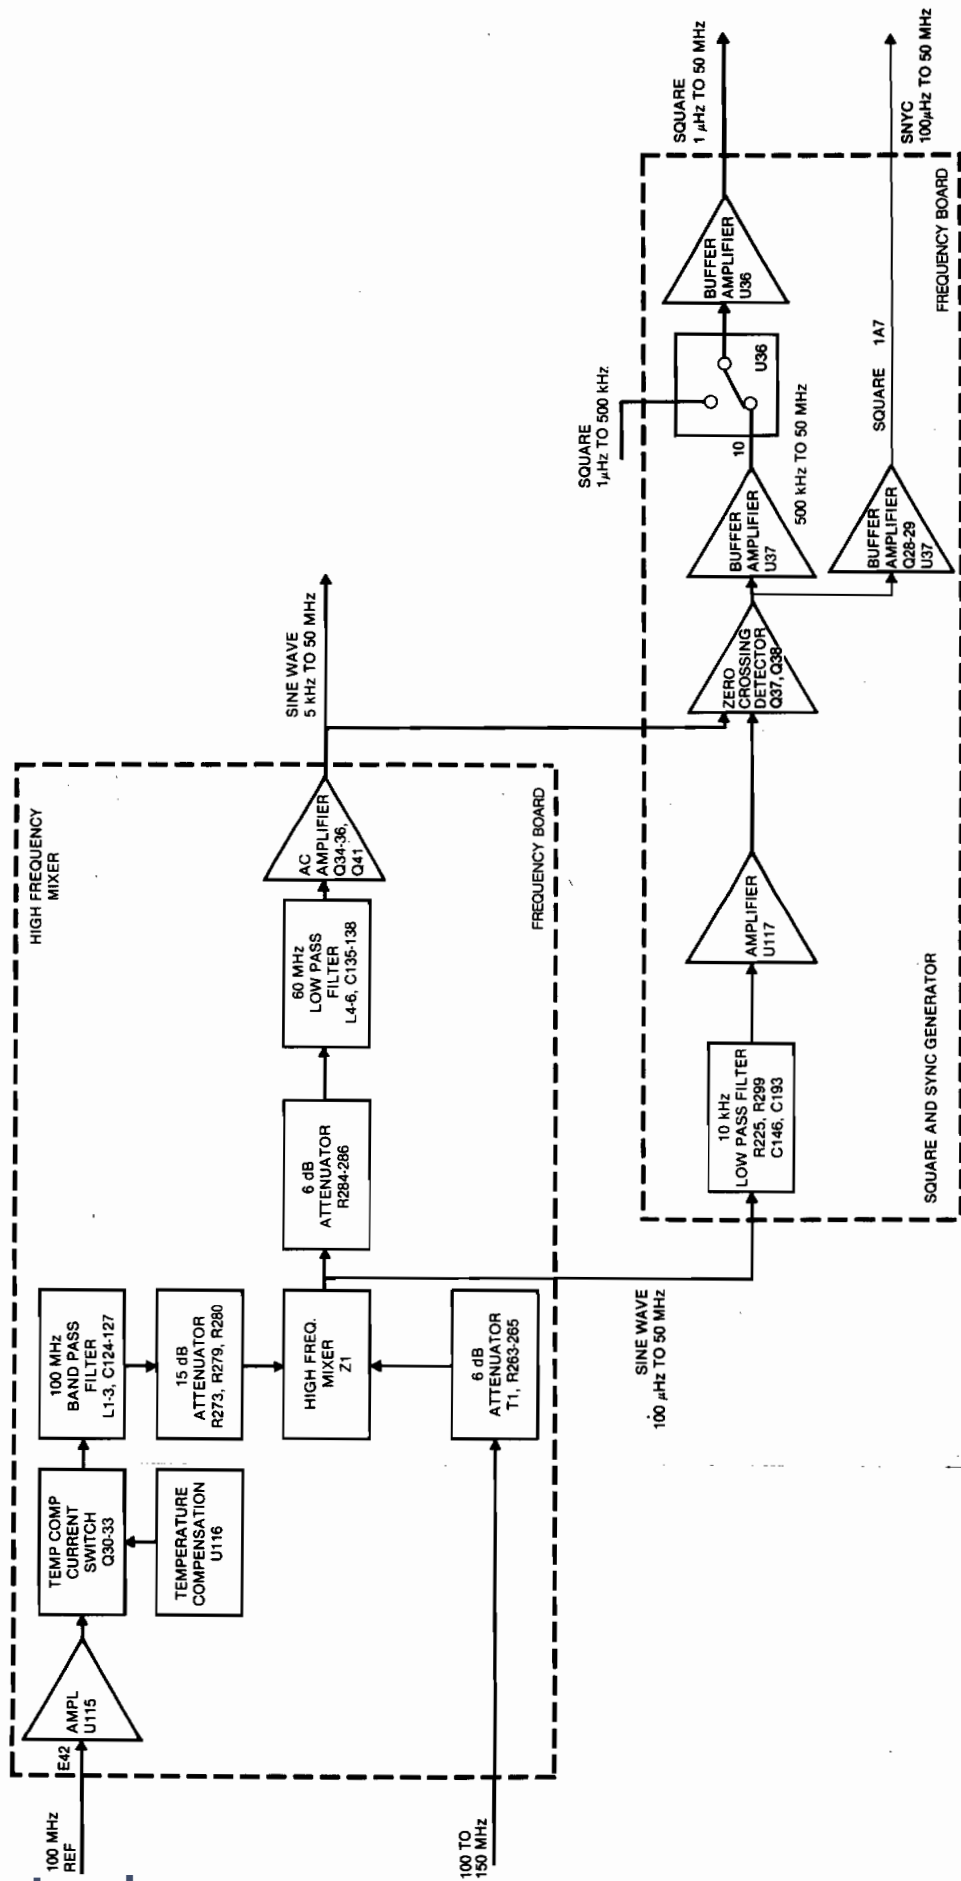 100 MHz
REF
E42
AMPL
U115
TEMP COMP
CURRENT
SWITCH
Q30-33
TEMPERATURE
COMPENSATION
U116
100 MHz
BAND PASS
FILTER
L1-3, C124-127
15 dB
ATTENUATOR
R273, R279, R280
HIGH FREQ.
MIXER
Z1
100 TO
150 MHz
6 dB
ATTENUATOR
T1, R263-265
6 dB
ATTENUATOR
R284-286
60 MHz
LOW PASS
FILTER
L4-6, C135-138
AC
AMPLIFIER
Q34-36,
Q41
HIGH FREQUENCY
MIXER
FREQUENCY BOARD
SINE WAVE
5 kHz TO 50 MHz
SINE WAVE
100 μHz TO 50 MHz
10 kHz
LOW PASS FILTER
R225, R299
C146, C193
AMPLIFIER
U117
ZERO
CROSSING
DETECTOR
Q37, Q38
BUFFER
AMPLIFIER
U37
500 kHz TO 50 MHz
10
SQUARE
1μHz TO 500 kHz
U36
BUFFER
AMPLIFIER
U36
SQUARE
1 μHz TO 50 MHz
BUFFER
AMPLIFIER
Q28-29
U37
SQUARE 1A7
SNYC
100μHz TO 50 MHz
SQUARE AND SYNC GENERATOR
FREQUENCY BOARD